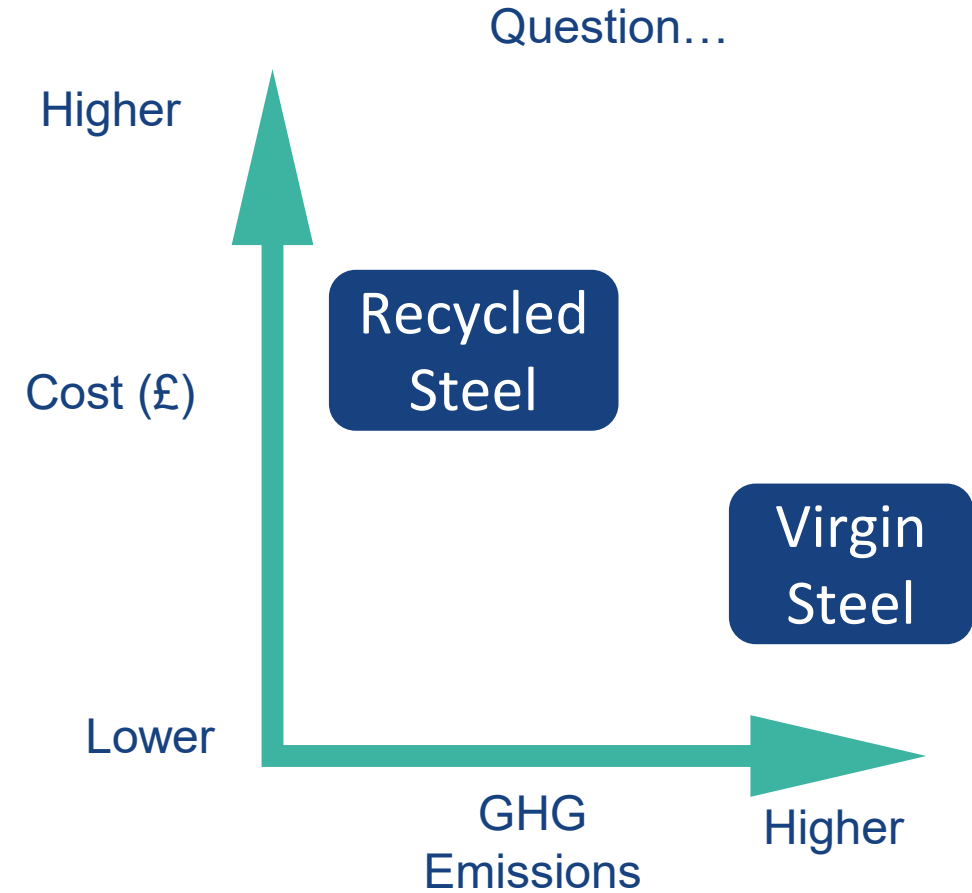 Question…
Higher
Recycled
Steel
Cost (£)
Virgin
Steel
Lower
GHG
Emissions
Higher